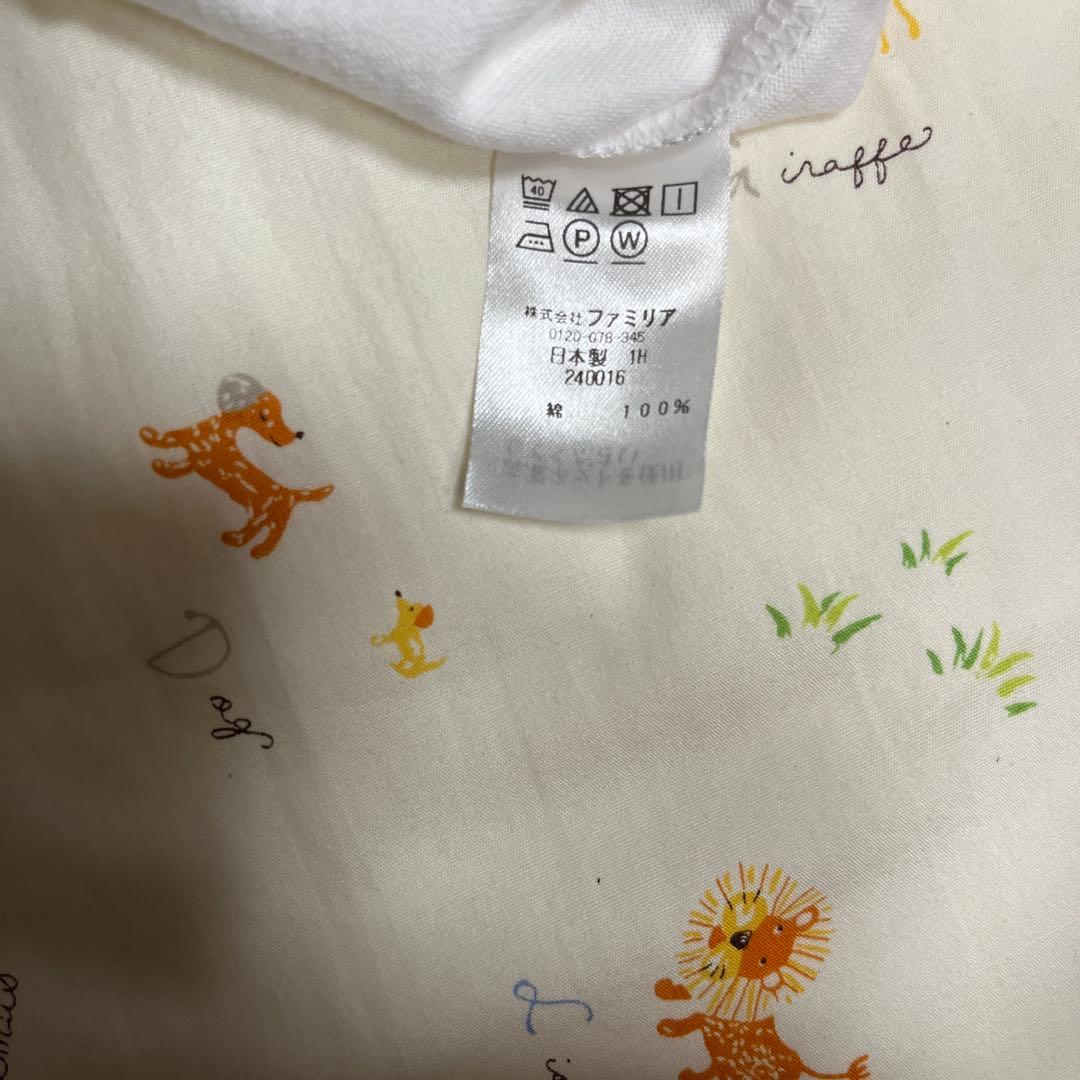 iraffe
40
P W
株式会社ファミリア
0120-078-345
日本製 1H
240016
綿 100%
Dog
L